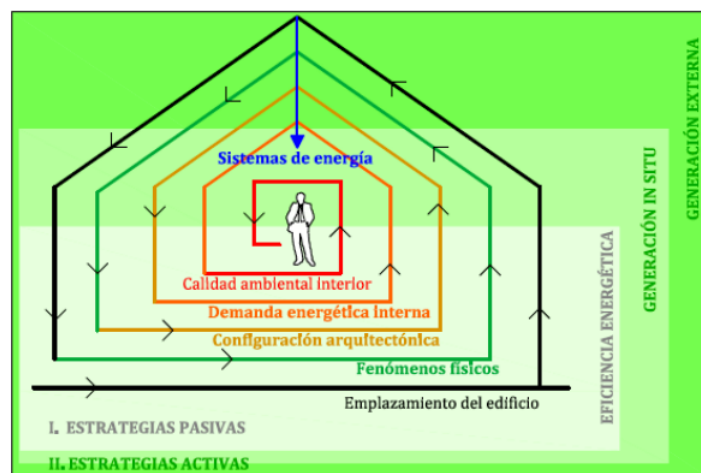 Sistemas de energía
Calidad ambiental interior
Demanda energética interna
Configuración arquitectónica
Fenómenos físicos
Emplazamiento del edificio
I. ESTRATEGIAS PASIVAS
II. ESTRATEGIAS ACTIVAS
EFICIENCIA ENERGÉTICA
GENERACIÓN IN SITU
GENERACIÓN EXTERNA